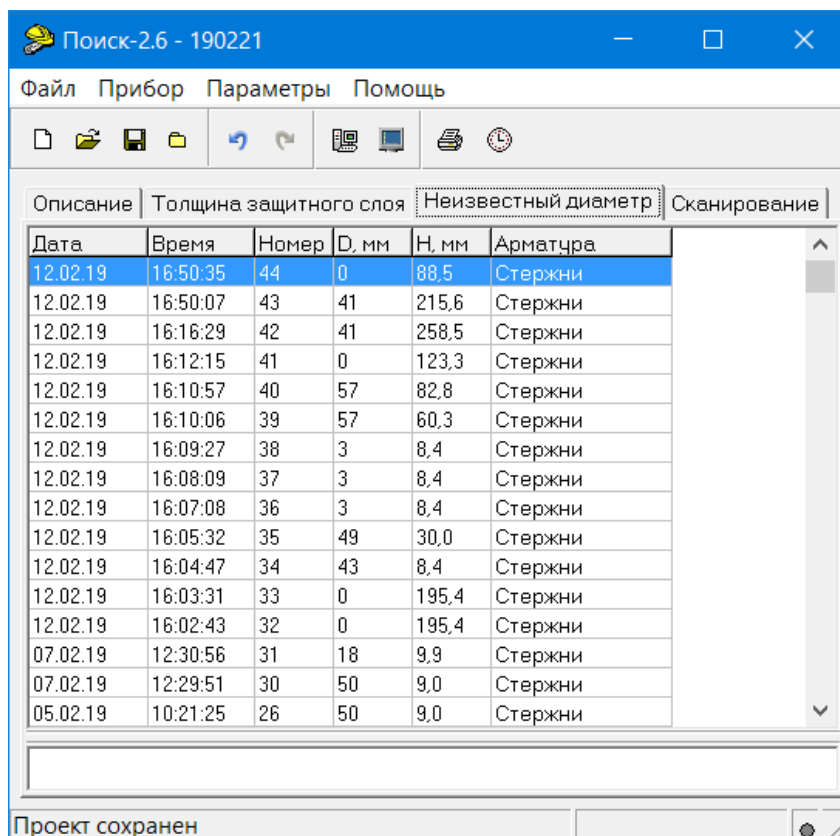 Поиск-2.6 - 190221
Файл Прибор Параметры Помощь
Описание Толщина защитного слоя Неизвестный диаметр Сканирование
Дата Время Номер D, мм H, мм Арматура
12.02.19 16:50:35 44 0 88,5 Стержни
12.02.19 16:50:07 43 41 215,6 Стержни
12.02.19 16:16:29 42 41 258,5 Стержни
12.02.19 16:12:15 41 0 123,3 Стержни
12.02.19 16:10:57 40 57 82,8 Стержни
12.02.19 16:10:06 39 57 60,3 Стержни
12.02.19 16:09:27 38 3 8,4 Стержни
12.02.19 16:08:09 37 3 8,4 Стержни
12.02.19 16:07:08 36 3 8,4 Стержни
12.02.19 16:05:32 35 49 30,0 Стержни
12.02.19 16:04:47 34 43 8,4 Стержни
12.02.19 16:03:31 33 0 195,4 Стержни
12.02.19 16:02:43 32 0 195,4 Стержни
07.02.19 12:30:56 31 18 9,9 Стержни
07.02.19 12:29:51 30 50 9,0 Стержни
05.02.19 10:21:25 26 50 9,0 Стержни
Проект сохранен